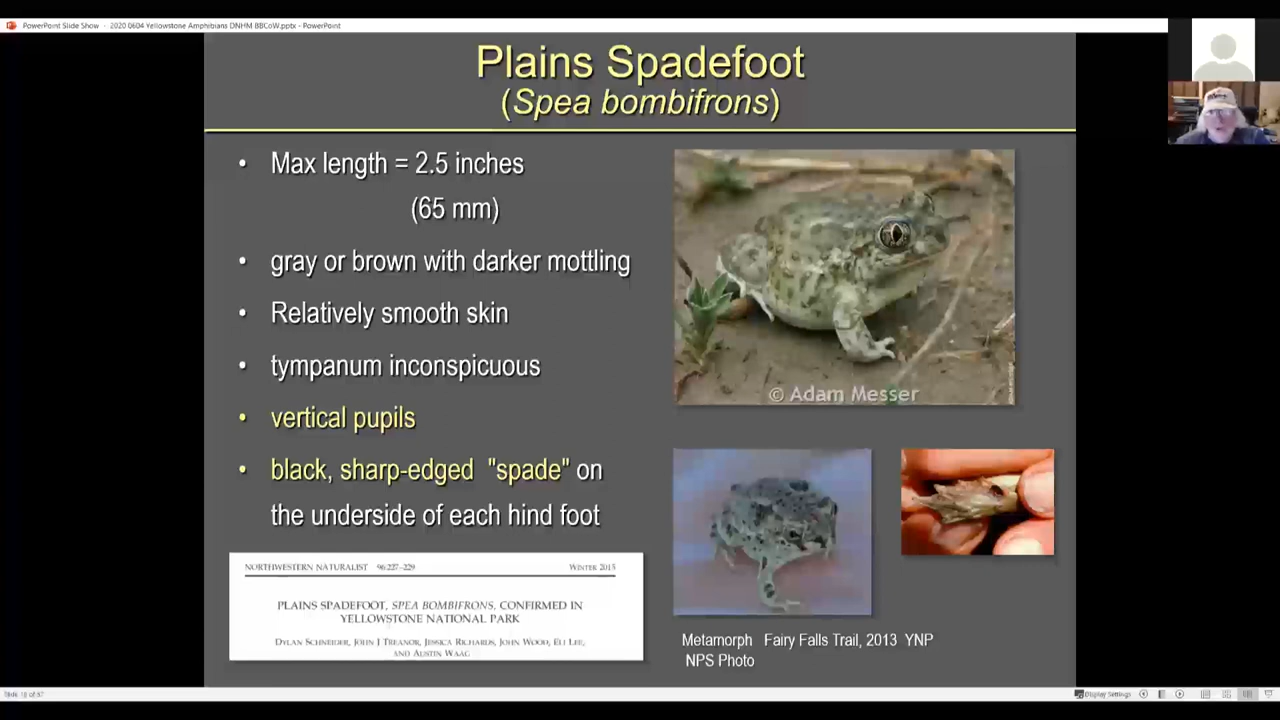 PowerPoint Slide Show - 2020 0604 Yellowstone Amphibians DNHM BBCoW.pptx - PowerPoint
Plains Spadefoot
(Spea bombifrons)
• Max length = 2.5 inches
(65 mm)
• gray or brown with darker mottling
• Relatively smooth skin
• tympanum inconspicuous
• vertical pupils
• black, sharp-edged "spade" on
the underside of each hind foot
© Adam Messer
NORTHWESTERN NATURALIST 96:227–229 WINTER 2015
PLAINS SPADEFOOT, SPEA BOMBIFRONS, CONFIRMED IN
YELLOWSTONE NATIONAL PARK
DYLAN SCHNEIDER, JOHN J TREANOR, JESSICA RICHARDS, JOHN WOOD, ELI LEE,
AND AUSTIN WAAG
Metamorph Fairy Falls Trail, 2013 YNP
NPS Photo
Display Settings